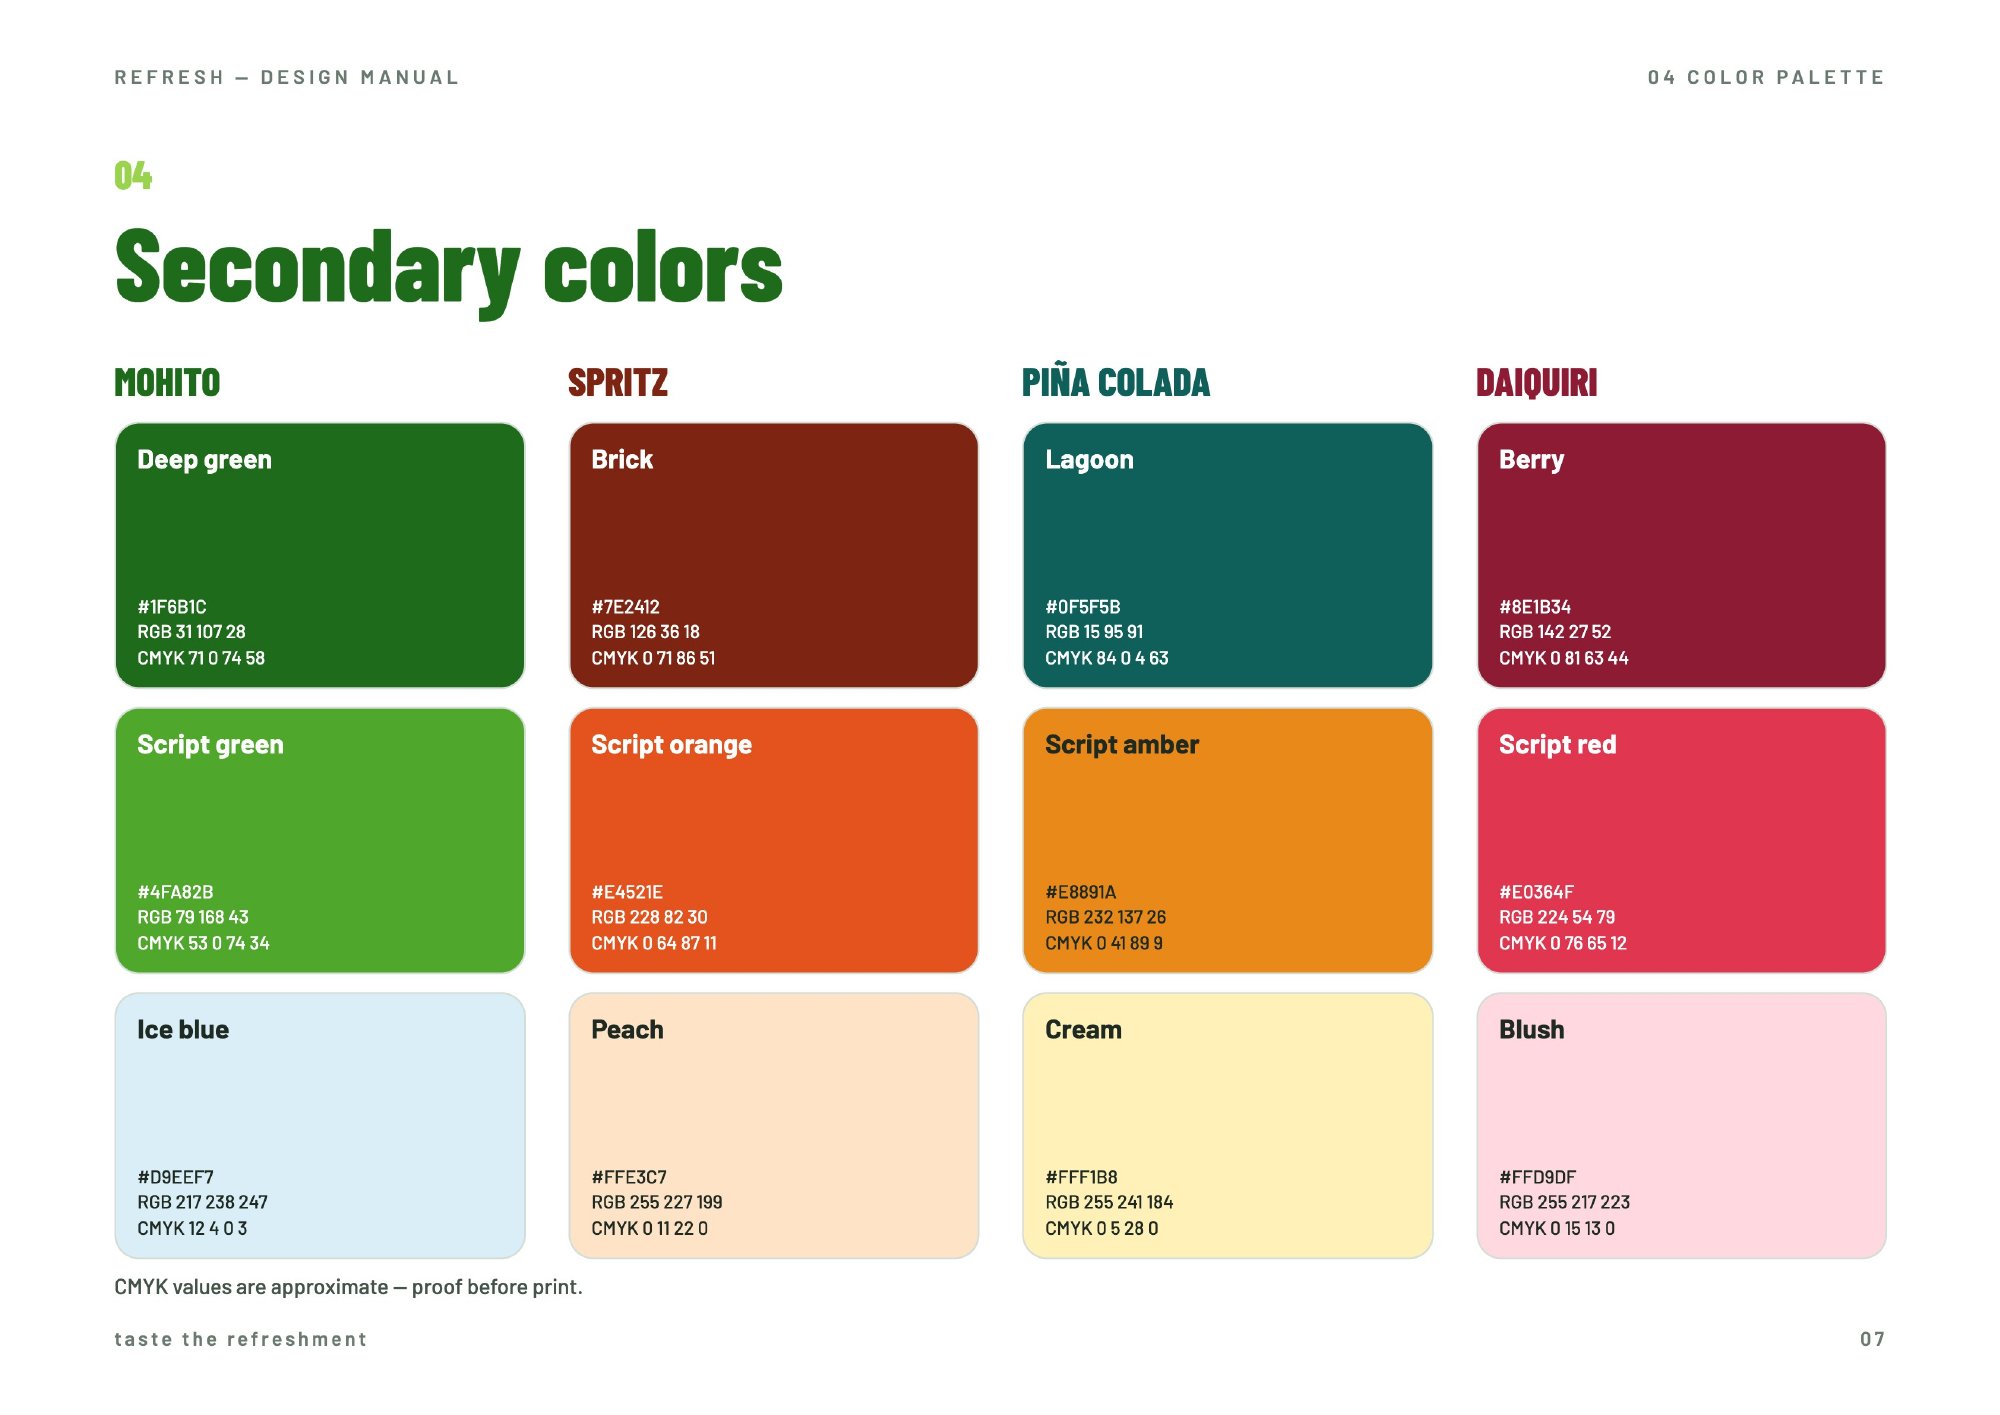 REFRESH — DESIGN MANUAL
04 COLOR PALETTE
04
Secondary colors
MOHITO
Deep green
#1F6B1C
RGB 31 107 28
CMYK 71 0 74 58
Script green
#4FA82B
RGB 79 168 43
CMYK 53 0 74 34
Ice blue
#D9EEF7
RGB 217 238 247
CMYK 12 4 0 3
SPRITZ
Brick
#7E2412
RGB 126 36 18
CMYK 0 71 86 51
Script orange
#E4521E
RGB 228 82 30
CMYK 0 64 87 11
Peach
#FFE3C7
RGB 255 227 199
CMYK 0 11 22 0
PIÑA COLADA
Lagoon
#0F5F5B
RGB 15 95 91
CMYK 84 0 4 63
Script amber
#E8891A
RGB 232 137 26
CMYK 0 41 89 9
Cream
#FFF1B8
RGB 255 241 184
CMYK 0 5 28 0
DAIQUIRI
Berry
#8E1B34
RGB 142 27 52
CMYK 0 81 63 44
Script red
#E0364F
RGB 224 54 79
CMYK 0 76 65 12
Blush
#FFD9DF
RGB 255 217 223
CMYK 0 15 13 0
CMYK values are approximate — proof before print.
taste the refreshment
07